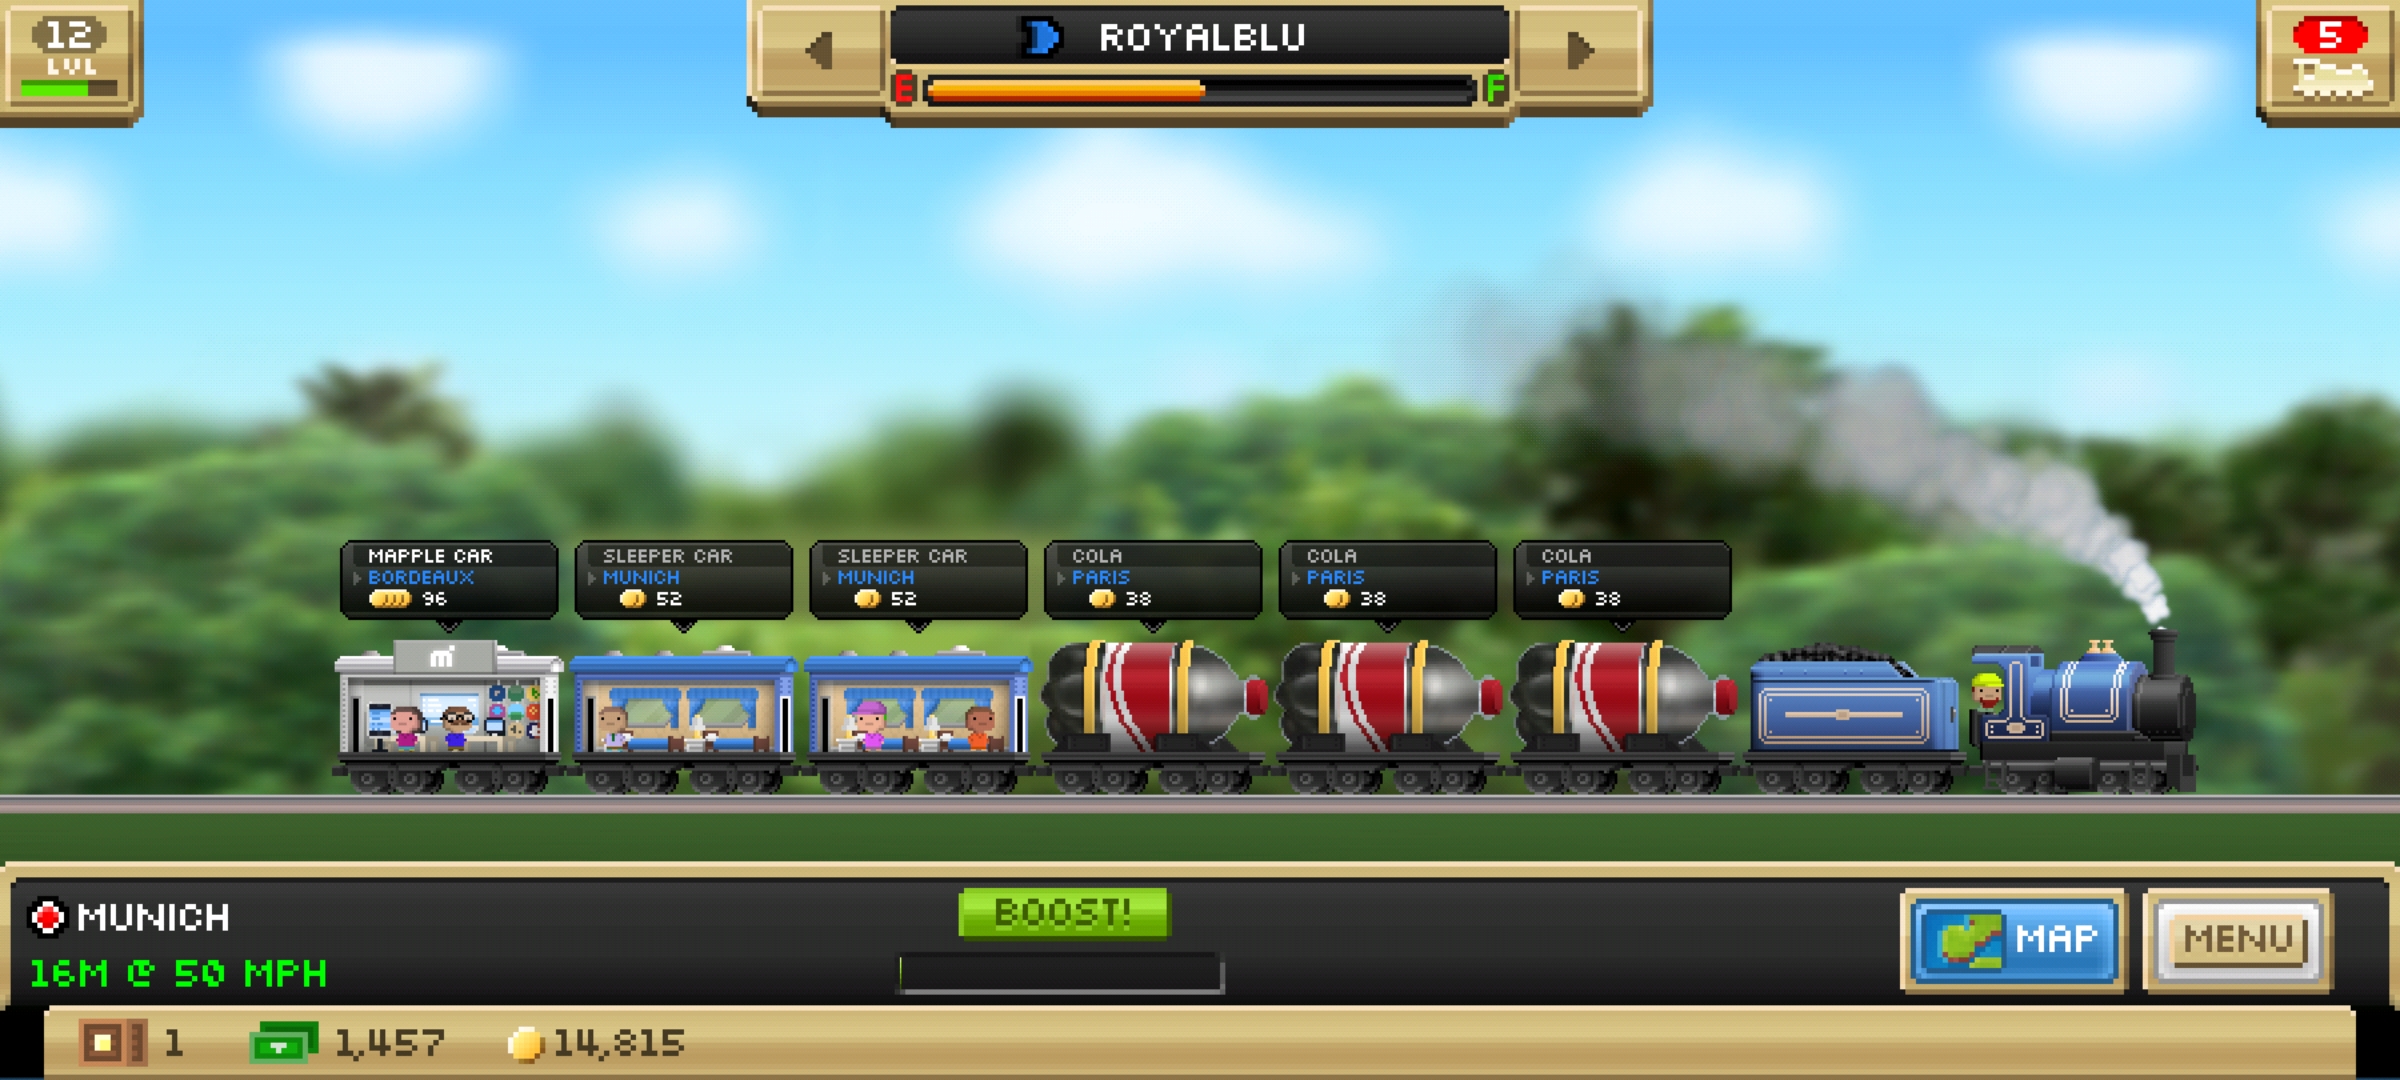 12
LVL
ROYALBLU
E
F
5
MAPPLE CAR
BORDEAUX
96
SLEEPER CAR
MUNICH
52
SLEEPER CAR
MUNICH
52
COLA
PARIS
38
COLA
PARIS
38
COLA
PARIS
38
m
MUNICH
16M @ 50 MPH
BOOST!
MAP
MENU
1
1,457
14,815